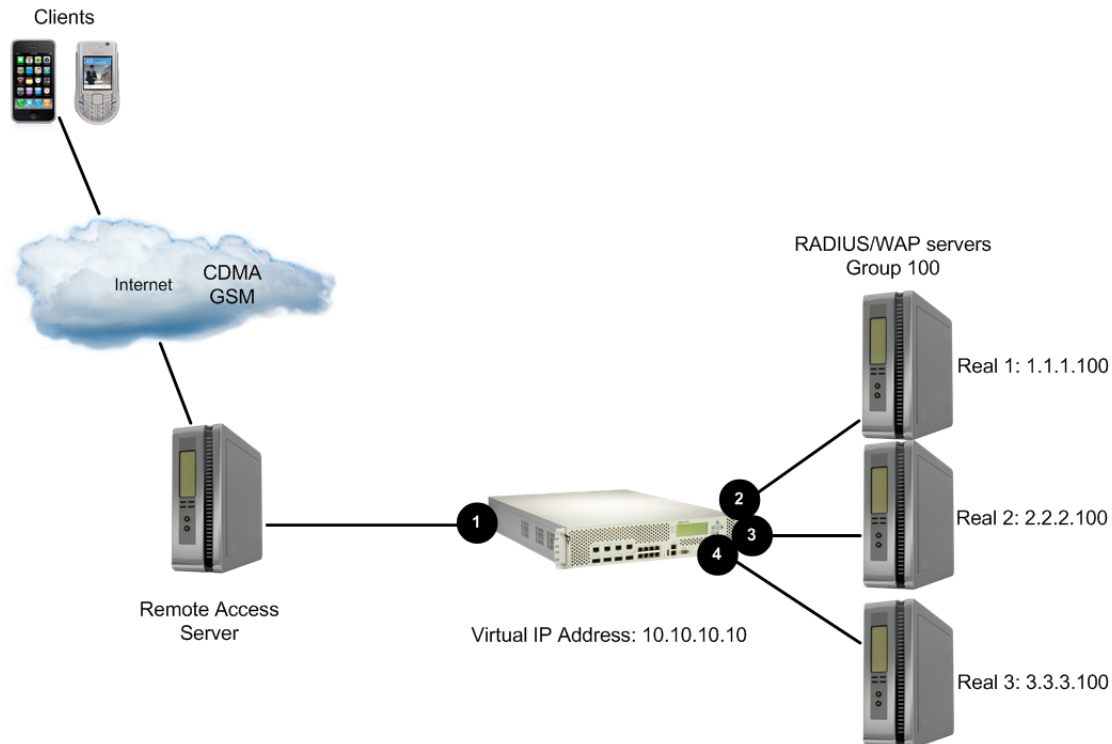 Clients
Internet
CDMA
GSM
Remote Access
Server
1
2
3
4
Virtual IP Address: 10.10.10.10
RADIUS/WAP servers
Group 100
Real 1: 1.1.1.100
Real 2: 2.2.2.100
Real 3: 3.3.3.100